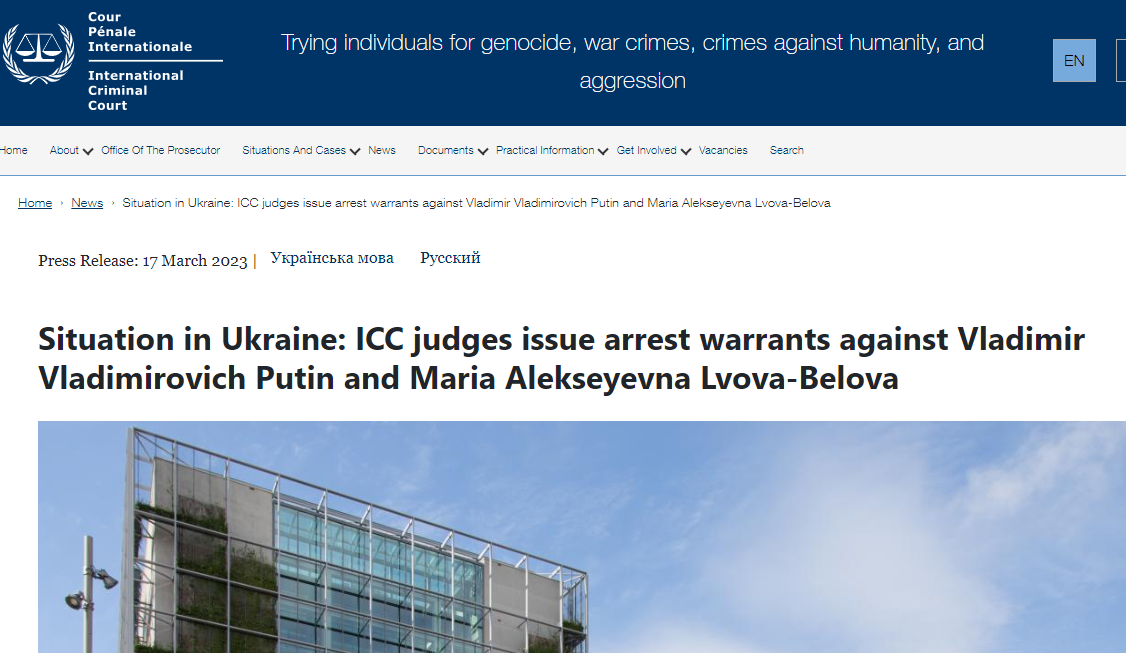 Cour
Pénale
Internationale
International
Criminal
Court
Trying individuals for genocide, war crimes, crimes against humanity, and
aggression
EN
Home About Office Of The Prosecutor Situations And Cases News Documents Practical Information Get Involved Vacancies Search
Home › News › Situation in Ukraine: ICC judges issue arrest warrants against Vladimir Vladimirovich Putin and Maria Alekseyevna Lvova-Belova
Press Release: 17 March 2023 | Українська мова Русский
Situation in Ukraine: ICC judges issue arrest warrants against Vladimir
Vladimirovich Putin and Maria Alekseyevna Lvova-Belova